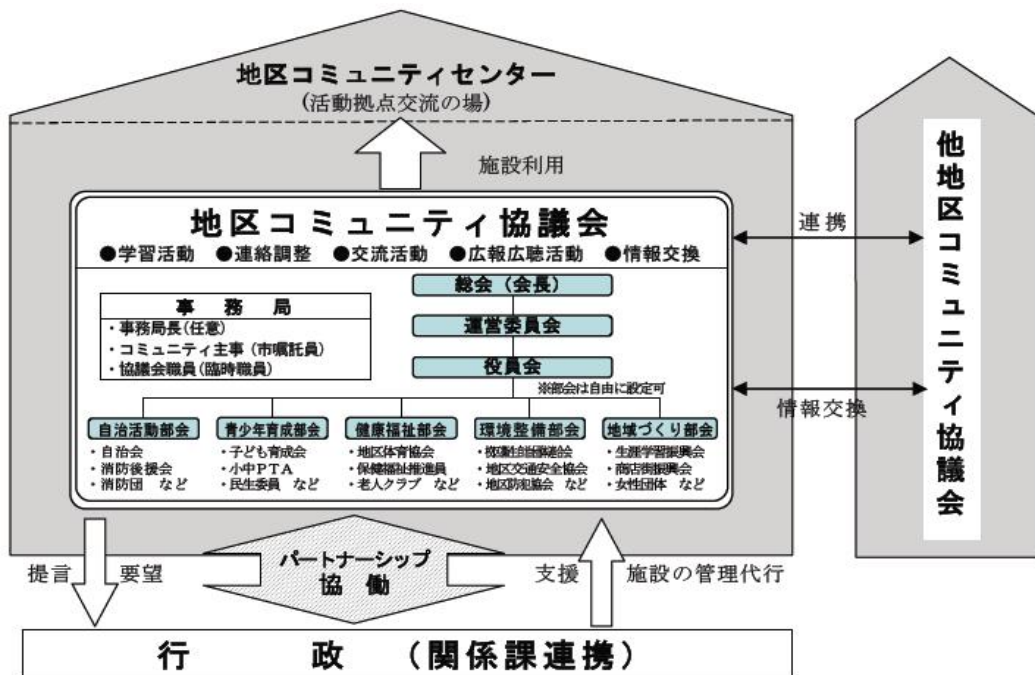 地区コミュニティセンター
(活動拠点交流の場)
施設利用
地区コミュニティ協議会
●学習活動 ●連絡調整 ●交流活動 ●広報広聴活動 ●情報交換
総会（会長）
事務局
・事務局長(任意)
・コミュニティ主事（市嘱託員）
・協議会職員(臨時職員)
運営委員会
役員会
※部会は自由に設定可
自治活動部会
・自治会
・消防後援会
・消防団 など
青少年育成部会
・子ども育成会
・小中PTA
・民生委員 など
健康福祉部会
・地区体育協会
・保健福祉推進員
・老人クラブ など
環境整備部会
・地区交通安全協会
・地区防犯協会 など
地域づくり部会
・生涯学習振興会
・商店街振興会
・女性団体 など
連携
情報交換
他地区コミュニティ協議会
提言 要望
パートナーシップ
協働
支援 施設の管理代行
行政（関係課連携）